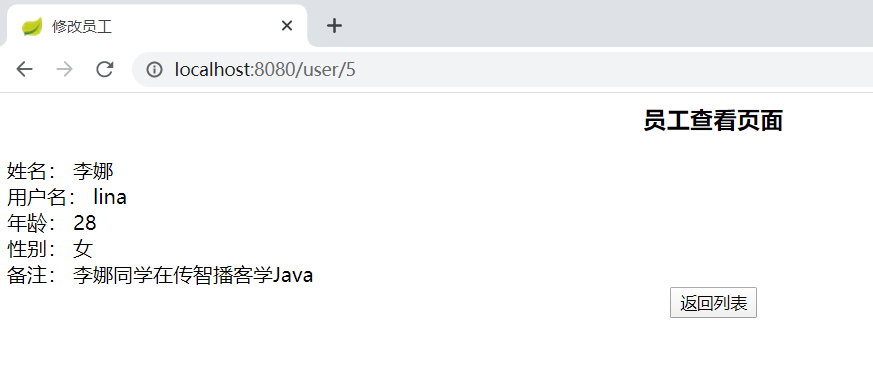 修改员工
localhost:8080/user/5
员工查看页面
姓名： 李娜
用户名： lina
年龄： 28
性别： 女
备注： 李娜同学在传智播客学Java
返回列表